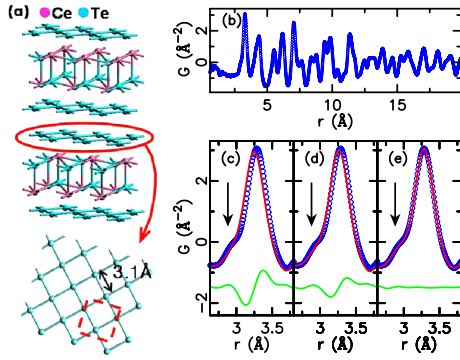 (a) Ce Te
3.1Å
(b)
G (Å⁻²)
2
0
5 10 15
r (Å)
(c) (d) (e)
G (Å⁻²)
2
0
−2
3 3.5 3 3.5 3 3.5
r (Å) r (Å) r (Å)